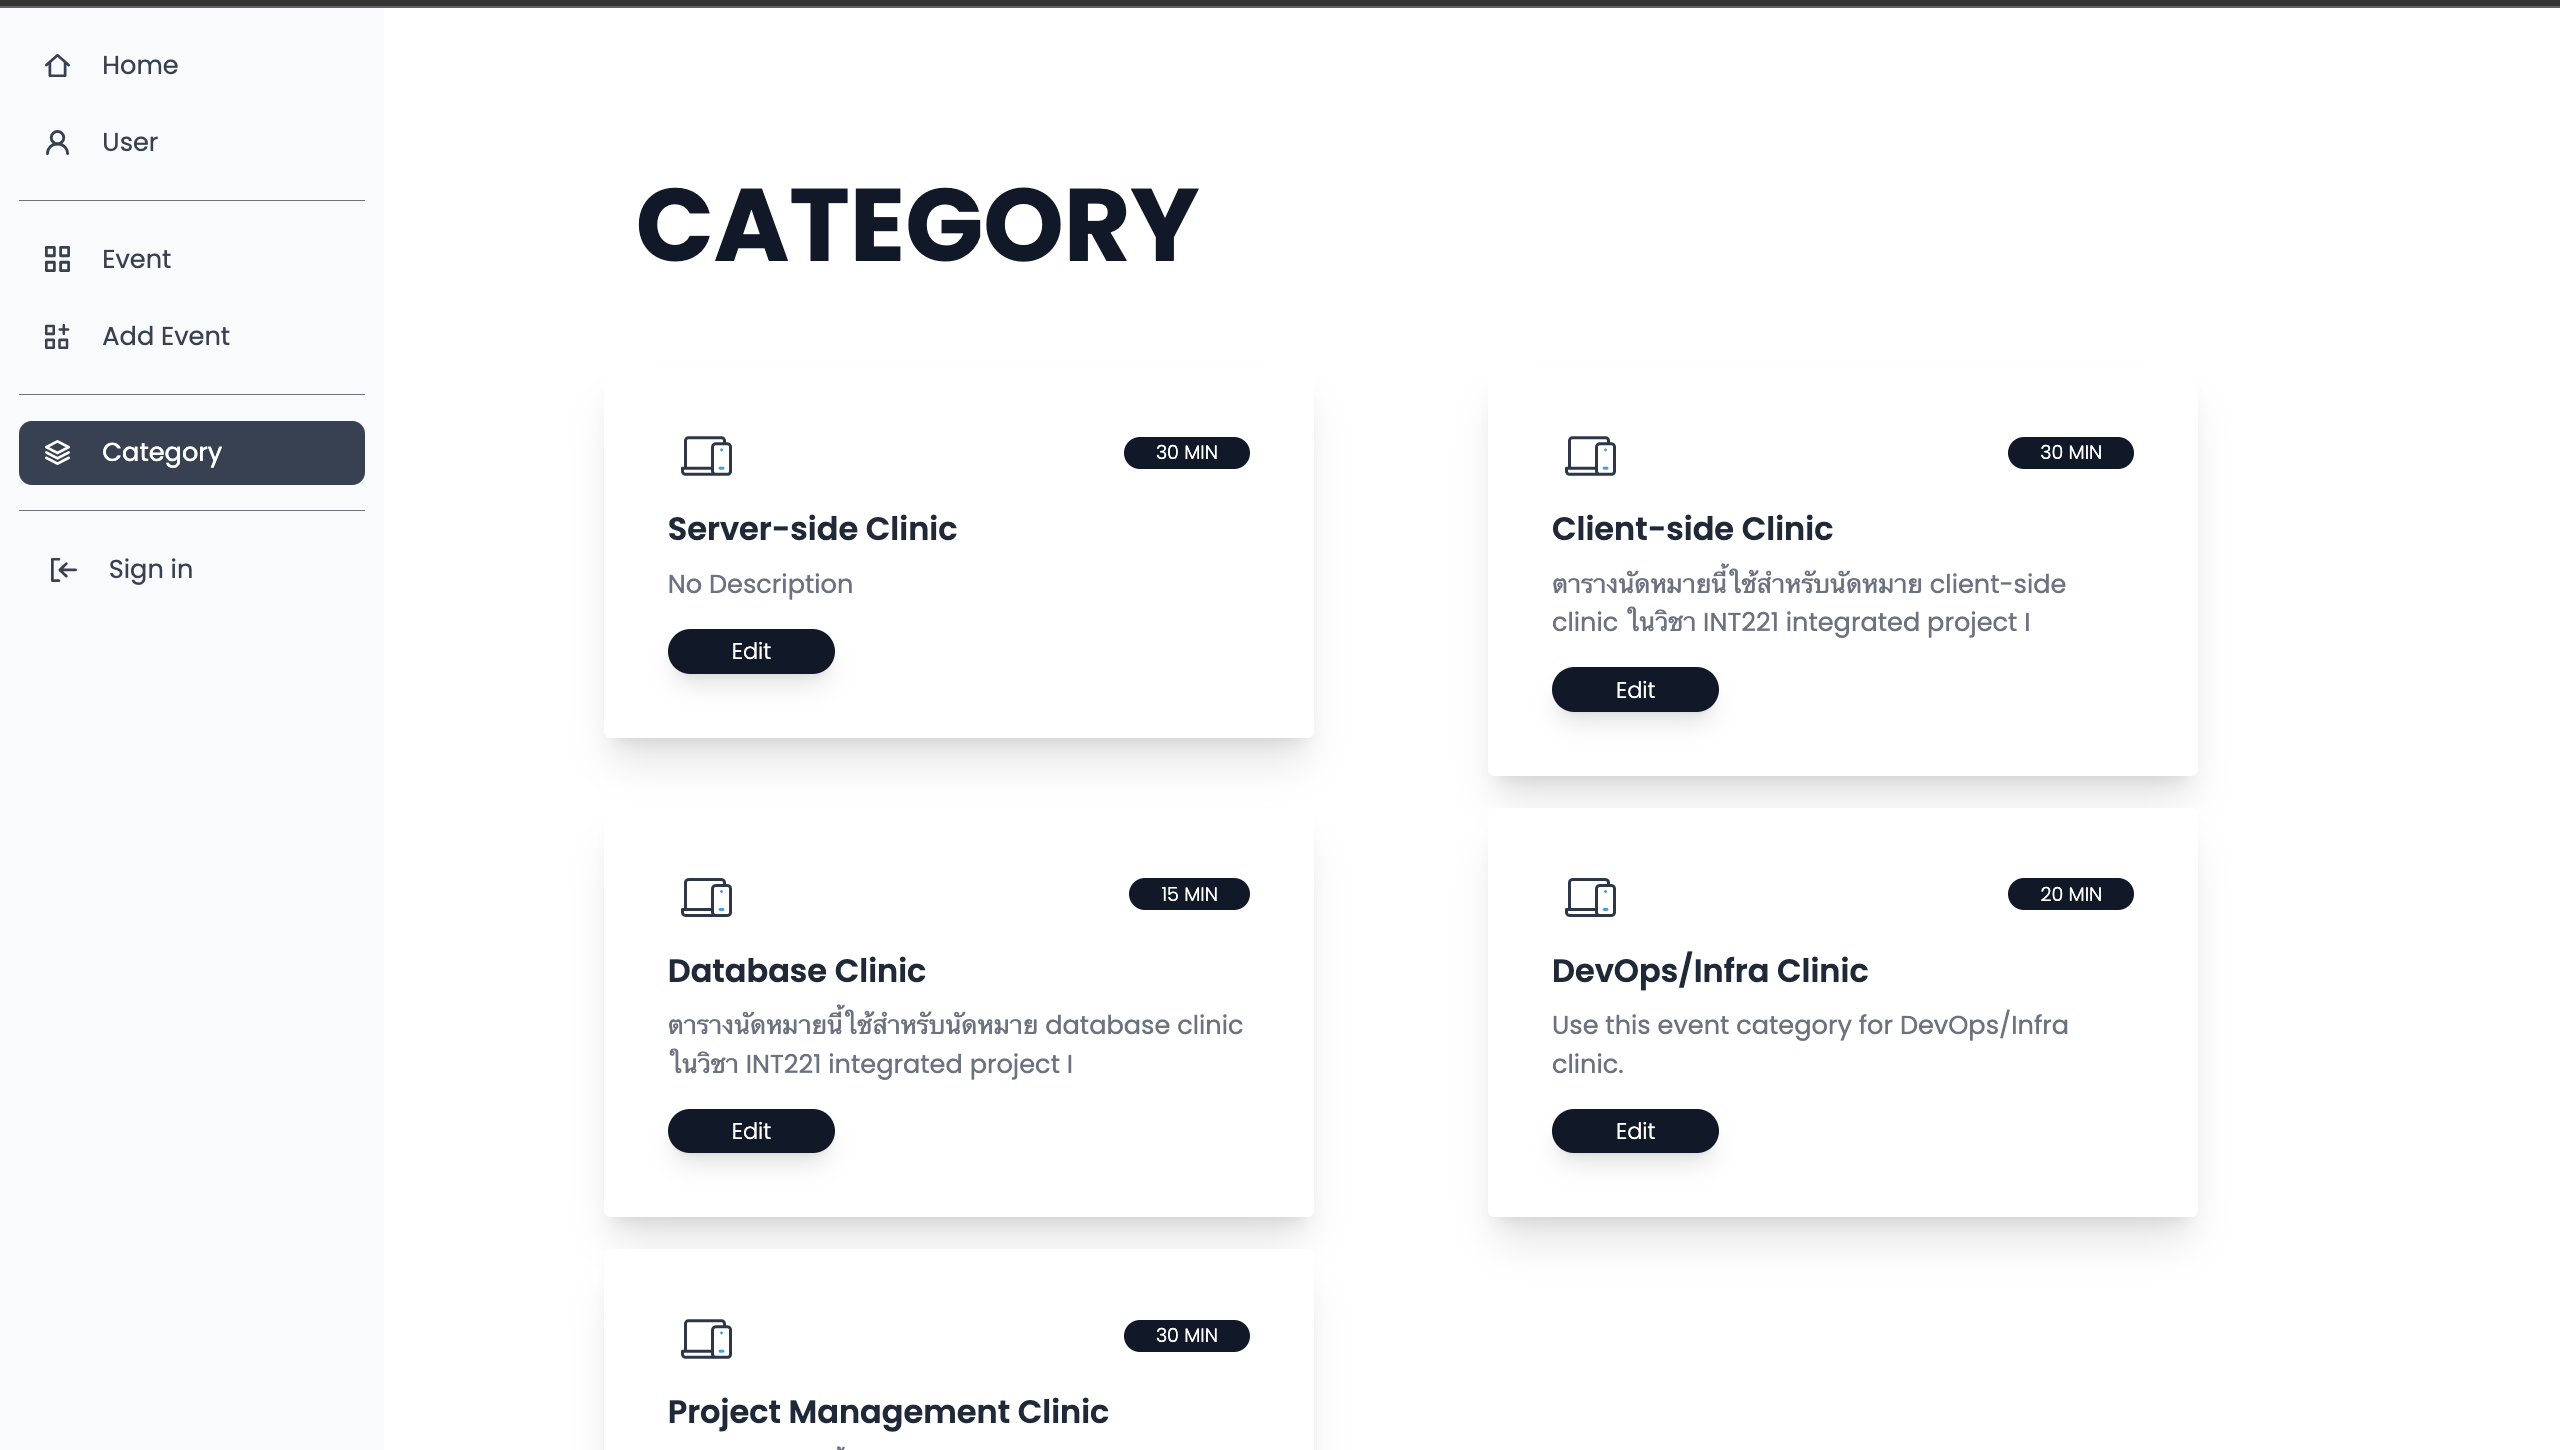 Home
User
Event
Add Event
Category
Sign in
CATEGORY
30 MIN
Server-side Clinic
No Description
Edit
30 MIN
Client-side Clinic
ตารางนัดหมายนี้ใช้สำหรับนัดหมาย client-side
clinic ในวิชา INT221 integrated project I
Edit
15 MIN
Database Clinic
ตารางนัดหมายนี้ใช้สำหรับนัดหมาย database clinic
ในวิชา INT221 integrated project I
Edit
20 MIN
DevOps/Infra Clinic
Use this event category for DevOps/Infra
clinic.
Edit
30 MIN
Project Management Clinic